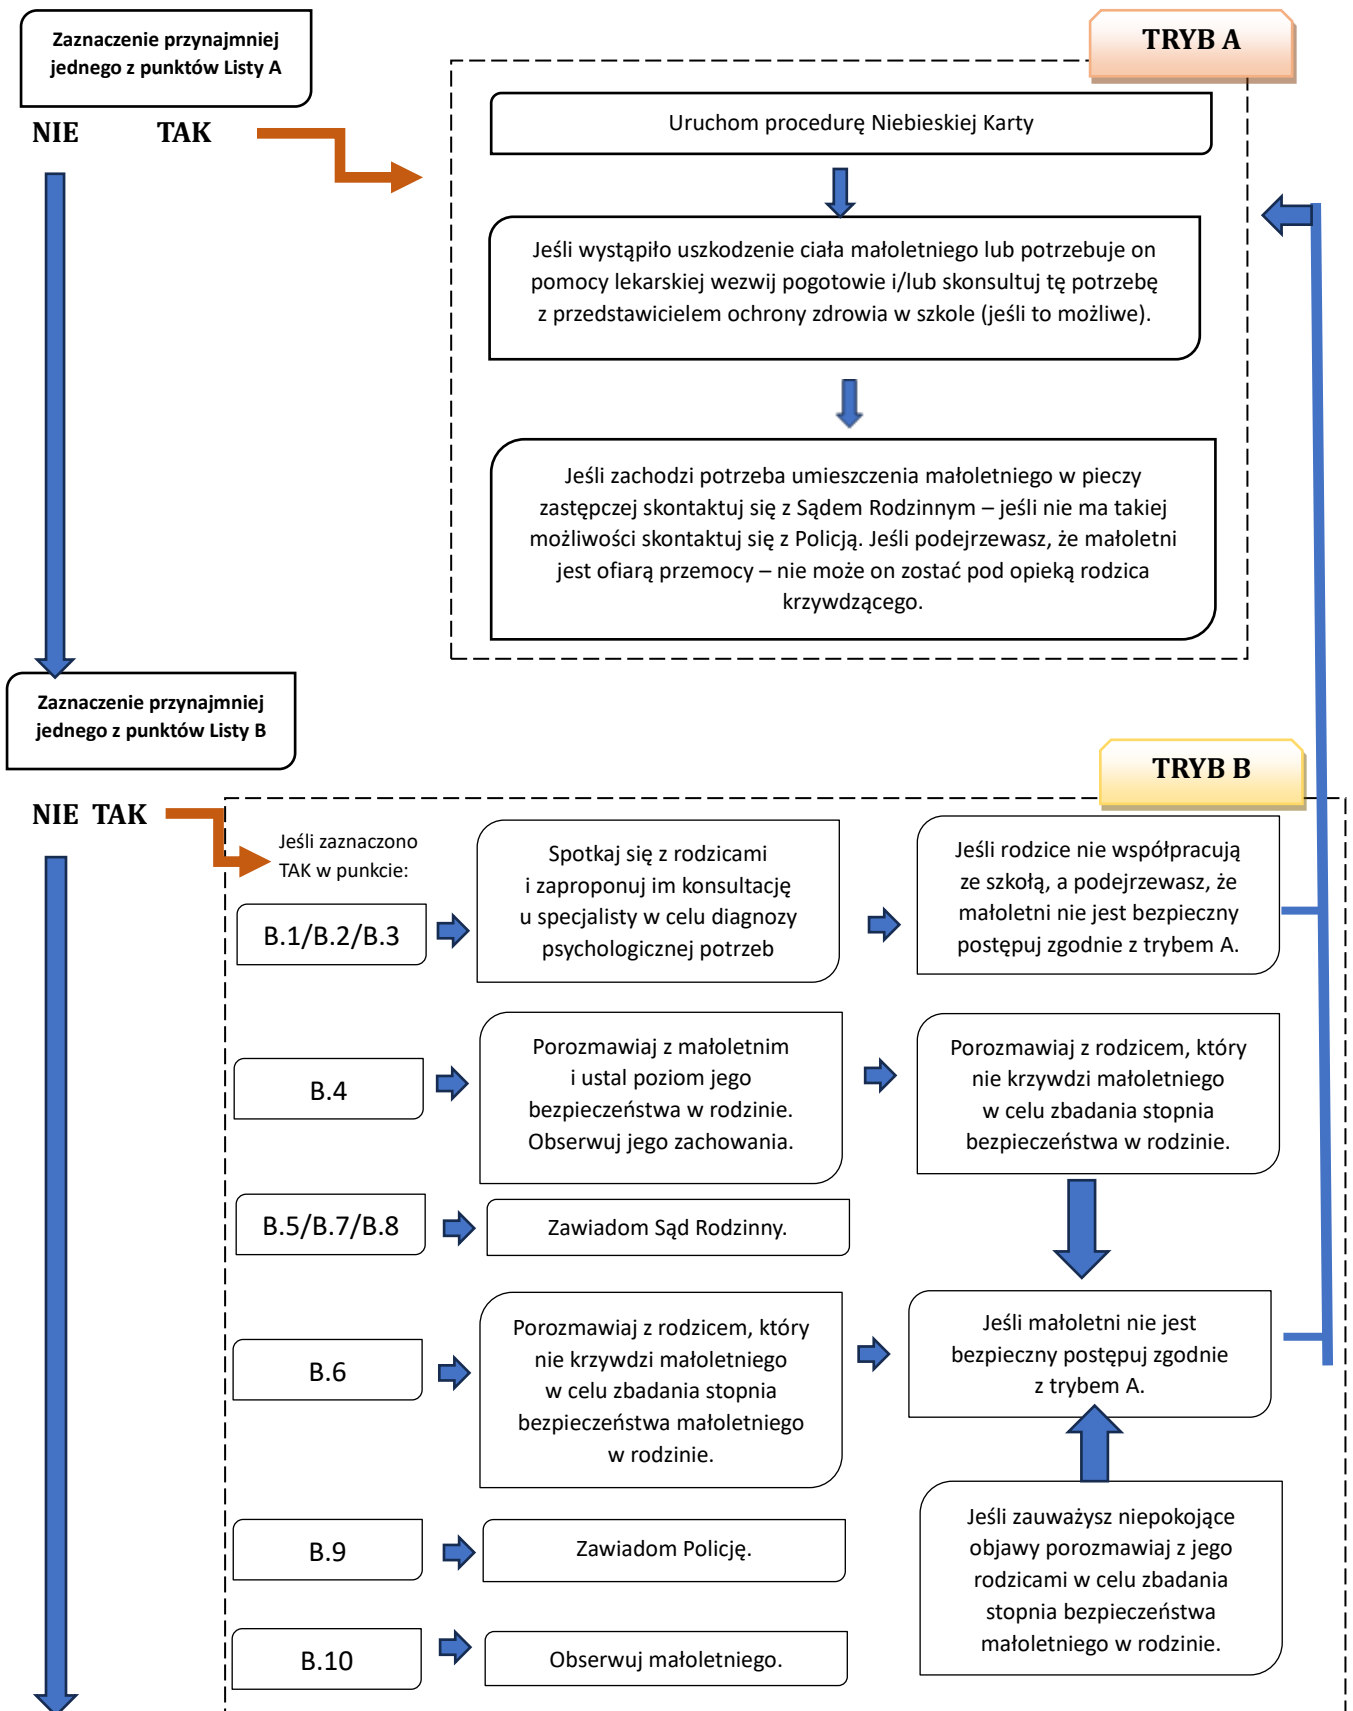 Zaznaczenie przynajmniej
jednego z punktów Listy A
NIE TAK
TRYB A
Uruchom procedurę Niebieskiej Karty
Jeśli wystąpiło uszkodzenie ciała małoletniego lub potrzebuje on
pomocy lekarskiej wezwij pogotowie i/lub skonsultuj tę potrzebę
z przedstawicielem ochrony zdrowia w szkole (jeśli to możliwe).
Jeśli zachodzi potrzeba umieszczenia małoletniego w pieczy
zastępczej skontaktuj się z Sądem Rodzinnym – jeśli nie ma takiej
możliwości skontaktuj się z Policją. Jeśli podejrzewasz, że małoletni
jest ofiarą przemocy – nie może on zostać pod opieką rodzica
krzywdzącego.
Zaznaczenie przynajmniej
jednego z punktów Listy B
NIE TAK
TRYB B
Jeśli zaznaczono
TAK w punkcie:
B.1/B.2/B.3
Spotkaj się z rodzicami
i zaproponuj im konsultację
u specjalisty w celu diagnozy
psychologicznej potrzeb
Jeśli rodzice nie współpracują
ze szkołą, a podejrzewasz, że
małoletni nie jest bezpieczny
postępuj zgodnie z trybem A.
B.4
Porozmawiaj z małoletnim
i ustal poziom jego
bezpieczeństwa w rodzinie.
Obserwuj jego zachowania.
Porozmawiaj z rodzicem, który
nie krzywdzi małoletniego
w celu zbadania stopnia
bezpieczeństwa w rodzinie.
B.5/B.7/B.8
Zawiadom Sąd Rodzinny.
B.6
Porozmawiaj z rodzicem, który
nie krzywdzi małoletniego
w celu zbadania stopnia
bezpieczeństwa małoletniego
w rodzinie.
Jeśli małoletni nie jest
bezpieczny postępuj zgodnie
z trybem A.
B.9
Zawiadom Policję.
Jeśli zauważysz niepokojące
objawy porozmawiaj z jego
rodzicami w celu zbadania
stopnia bezpieczeństwa
małoletniego w rodzinie.
B.10
Obserwuj małoletniego.